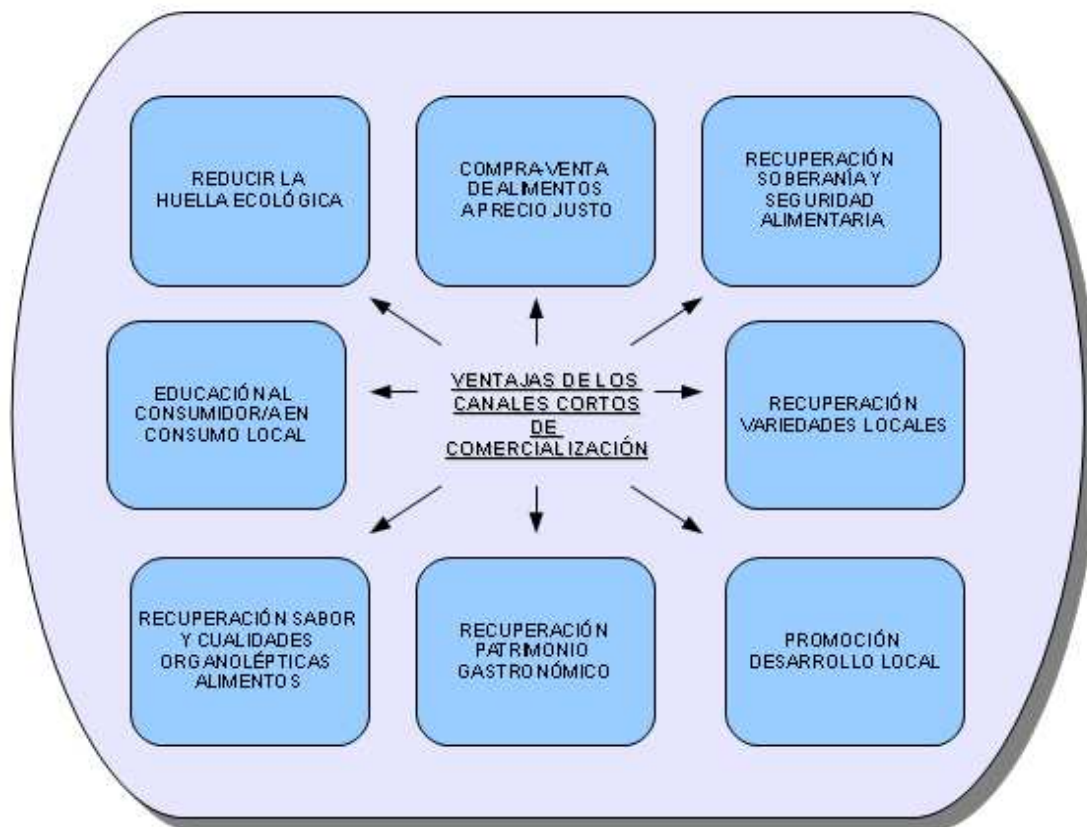 REDUCIR LA
HUELLA ECOLÓGICA
COMPRA-VENTA
DE ALIMENTOS
A PRECIO JUSTO
RECUPERACIÓN
SOBERANÍA Y
SEGURIDAD
ALIMENTARIA
EDUCACIÓN AL
CONSUMIDOR/A EN
CONSUMO LOCAL
VENTAJAS DE LOS
CANALES CORTOS
DE
COMERCIALIZACIÓN
RECUPERACIÓN
VARIEDADES LOCALES
RECUPERACIÓN SABOR
Y CUALIDADES
ORGANOLÉPTICAS
ALIMENTOS
RECUPERACIÓN
PATRIMONIO
GASTRONÓMICO
PROMOCIÓN
DESARROLLO LOCAL